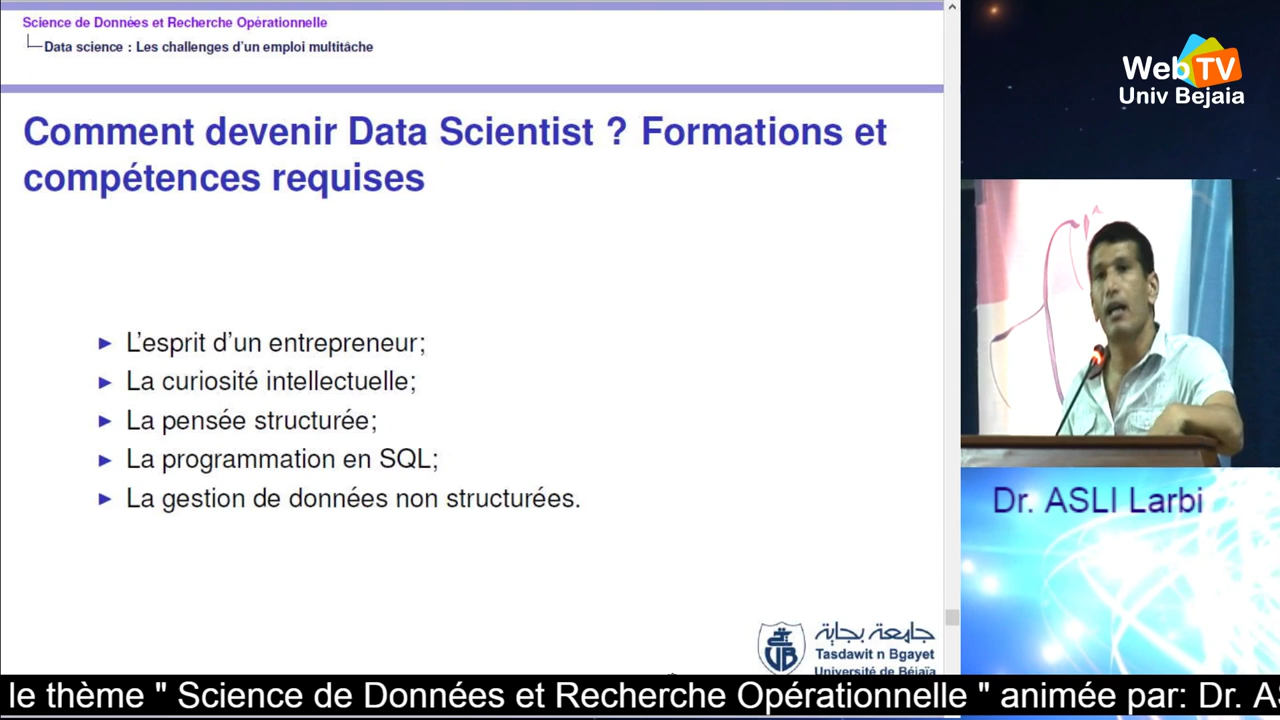 Science de Données et Recherche Opérationnelle
Data science : Les challenges d'un emploi multitâche
Comment devenir Data Scientist ? Formations et
compétences requises
L'esprit d'un entrepreneur;
La curiosité intellectuelle;
La pensée structurée;
La programmation en SQL;
La gestion de données non structurées.
جامعة بجاية
Tasdawit n Bgayet
Université de Béjaïa
UB
Web TV
Univ Bejaia
Dr. ASLI Larbi
le thème " Science de Données et Recherche Opérationnelle " animée par: Dr. A